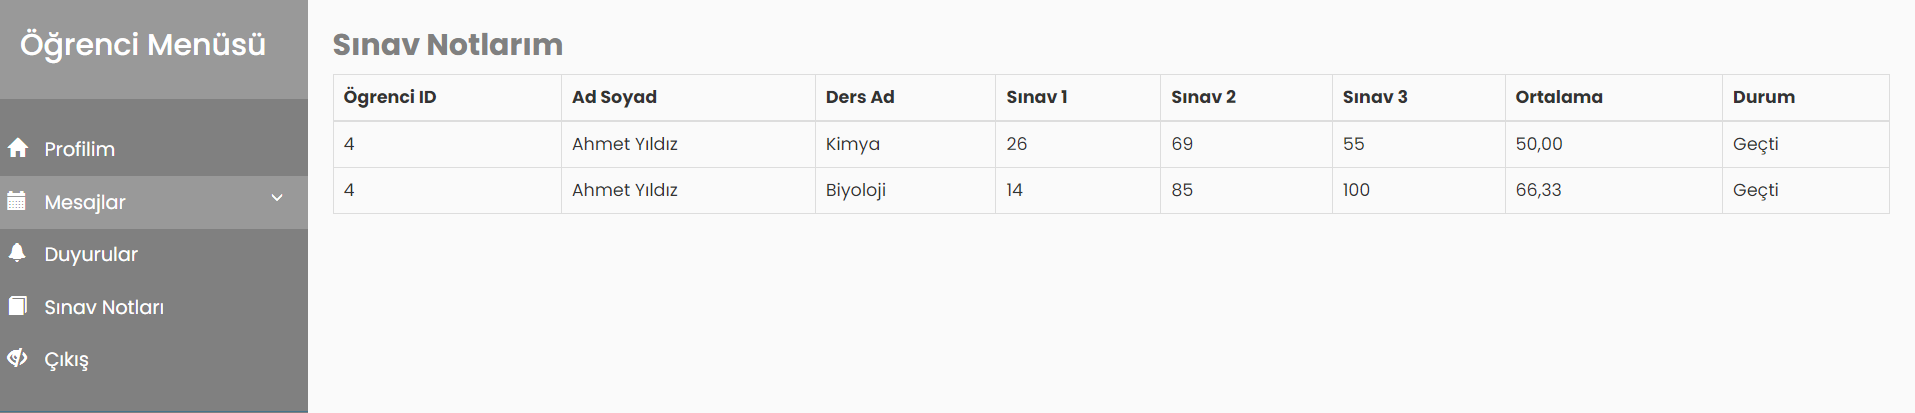 Öğrenci Menüsü
Profilim
Mesajlar
Duyurular
Sınav Notları
Çıkış
Sınav Notlarım
Ögrenci ID Ad Soyad Ders Ad Sınav 1 Sınav 2 Sınav 3 Ortalama Durum
4 Ahmet Yıldız Kimya 26 69 55 50,00 Geçti
4 Ahmet Yıldız Biyoloji 14 85 100 66,33 Geçti